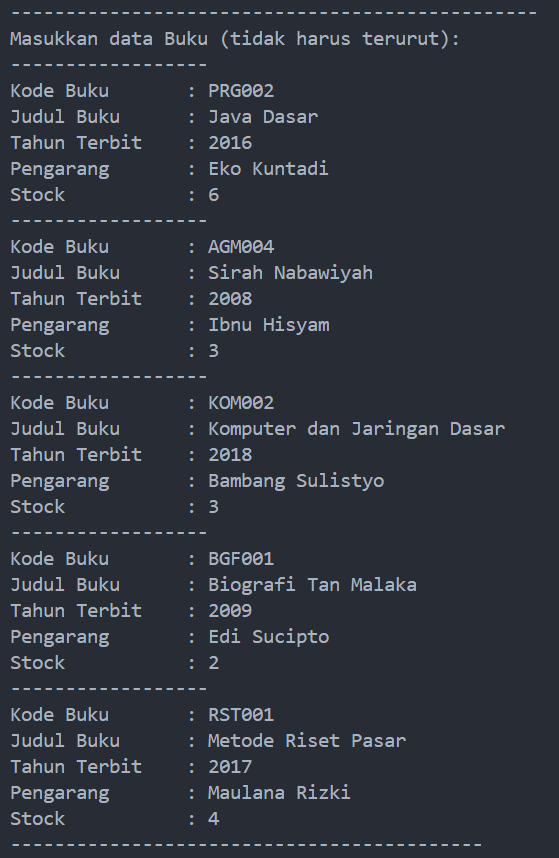 ------------------------------------------------
Masukkan data Buku (tidak harus terurut):
------------------
Kode Buku       : PRG002
Judul Buku      : Java Dasar
Tahun Terbit    : 2016
Pengarang       : Eko Kuntadi
Stock           : 6
------------------
Kode Buku       : AGM004
Judul Buku      : Sirah Nabawiyah
Tahun Terbit    : 2008
Pengarang       : Ibnu Hisyam
Stock           : 3
------------------
Kode Buku       : KOM002
Judul Buku      : Komputer dan Jaringan Dasar
Tahun Terbit    : 2018
Pengarang       : Bambang Sulistyo
Stock           : 3
------------------
Kode Buku       : BGF001
Judul Buku      : Biografi Tan Malaka
Tahun Terbit    : 2009
Pengarang       : Edi Sucipto
Stock           : 2
------------------
Kode Buku       : RST001
Judul Buku      : Metode Riset Pasar
Tahun Terbit    : 2017
Pengarang       : Maulana Rizki
Stock           : 4
-------------------------------------------